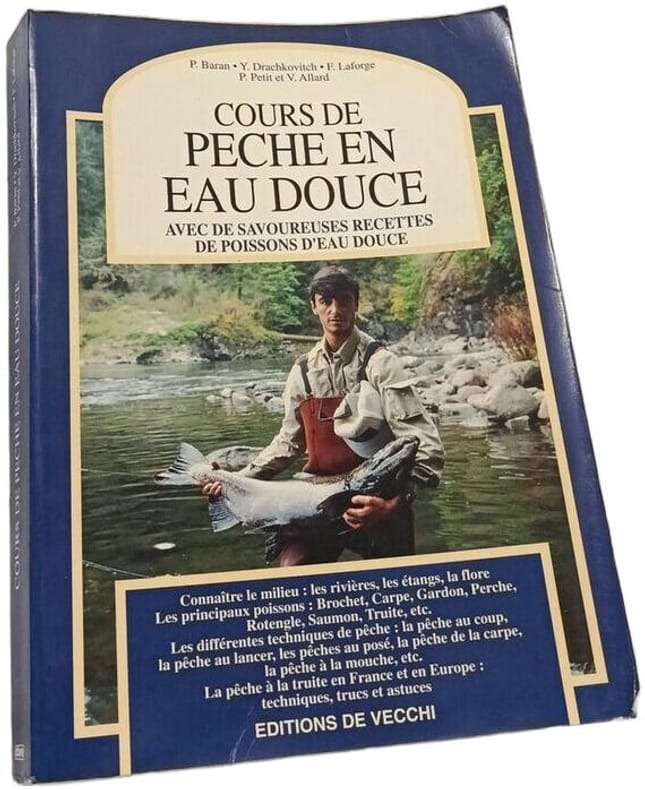 P. Baran • Y. Drachkovitch • F. Laforge
P. Petit et V. Allard
COURS DE
PECHE EN
EAU DOUCE
AVEC DE SAVOUREUSES RECETTES
DE POISSONS D'EAU DOUCE
Connaître le milieu : les rivières, les étangs, la flore
Les principaux poissons : Brochet, Carpe, Gardon, Perche,
Rotengle, Saumon, Truite, etc.
Les différentes techniques de pêche : la pêche au coup,
la pêche au lancer, les pêches au posé, la pêche de la carpe,
la pêche à la mouche, etc.
La pêche à la truite en France et en Europe :
techniques, trucs et astuces
EDITIONS DE VECCHI
COURS DE PECHE EN EAU DOUCE